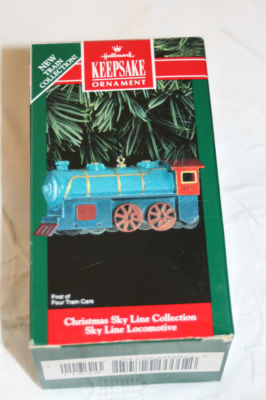 Hallmark
KEEPSAKE
ORNAMENT
NEW
TRAIN
COLLECTION!
First of
Four Train Cars
Christmas Sky Line Collection
Sky Line Locomotive